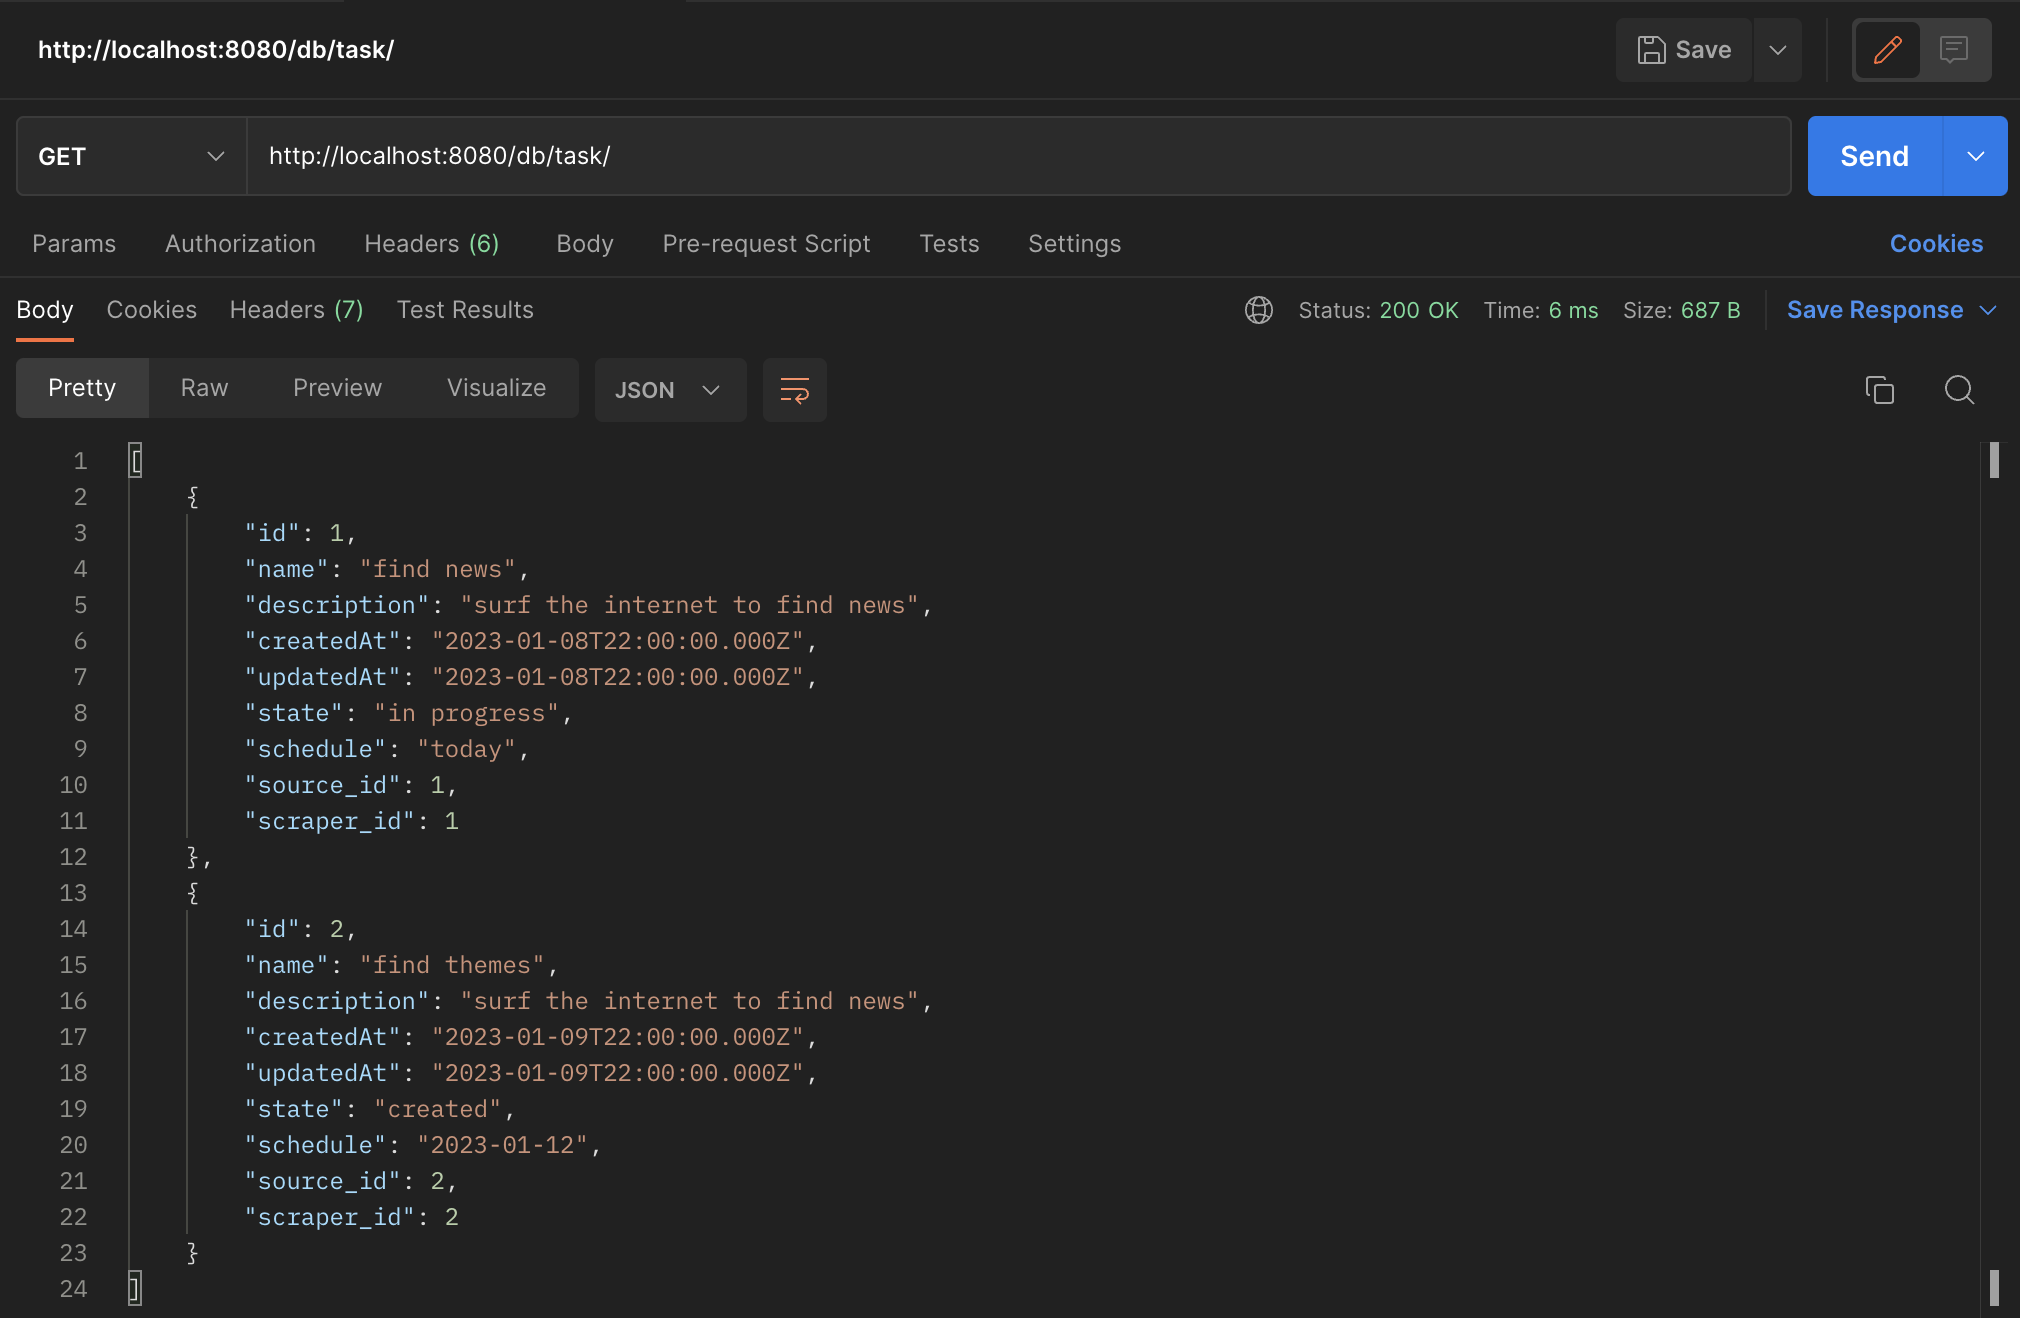 http://localhost:8080/db/task/
Save
GET
http://localhost:8080/db/task/
Send
Params Authorization Headers (6) Body Pre-request Script Tests Settings Cookies
Body Cookies Headers (7) Test Results Status: 200 OK Time: 6 ms Size: 687 B Save Response
Pretty Raw Preview Visualize JSON
1 [
2 {
3 "id": 1,
4 "name": "find news",
5 "description": "surf the internet to find news",
6 "createdAt": "2023-01-08T22:00:00.000Z",
7 "updatedAt": "2023-01-08T22:00:00.000Z",
8 "state": "in progress",
9 "schedule": "today",
10 "source_id": 1,
11 "scraper_id": 1
12 },
13 {
14 "id": 2,
15 "name": "find themes",
16 "description": "surf the internet to find news",
17 "createdAt": "2023-01-09T22:00:00.000Z",
18 "updatedAt": "2023-01-09T22:00:00.000Z",
19 "state": "created",
20 "schedule": "2023-01-12",
21 "source_id": 2,
22 "scraper_id": 2
23 }
24 ]